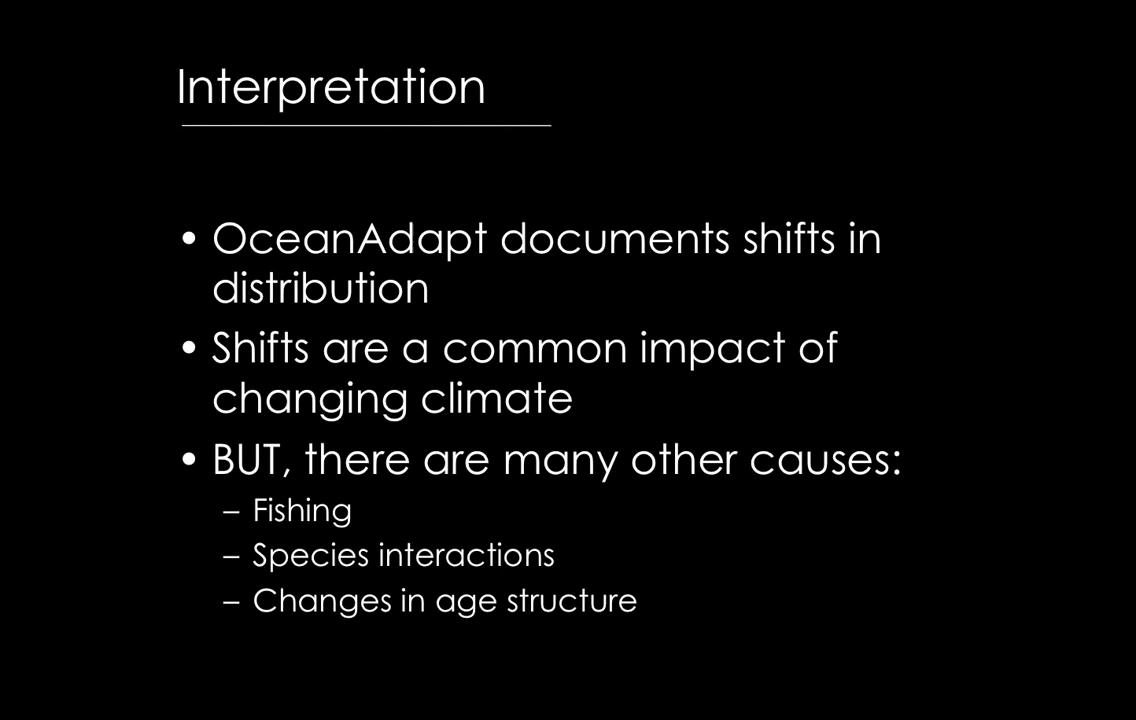 Interpretation
• OceanAdapt documents shifts in
distribution
• Shifts are a common impact of
changing climate
• BUT, there are many other causes:
– Fishing
– Species interactions
– Changes in age structure